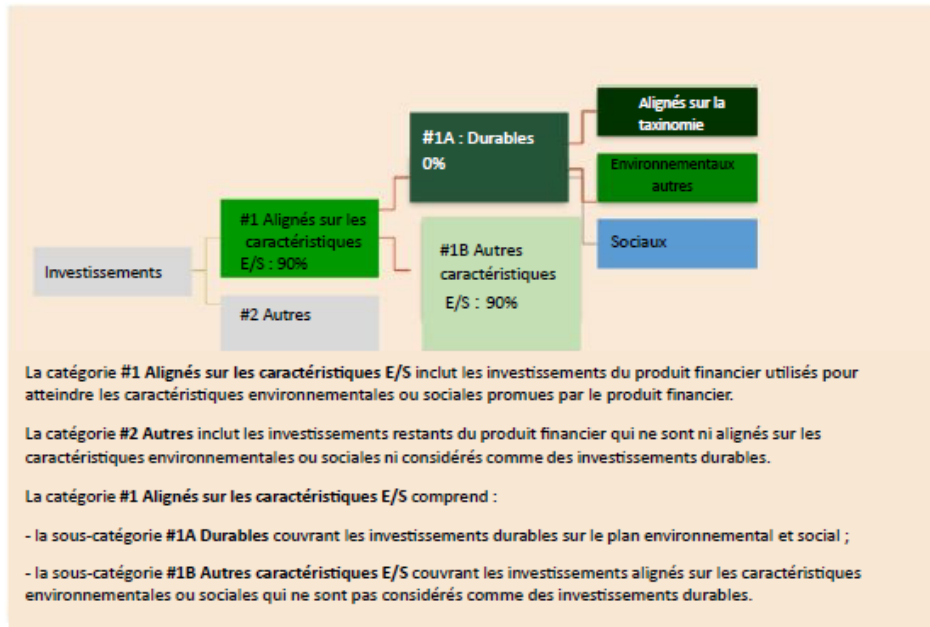 Alignés sur la
taxinomie
#1A : Durables
0%
Environnementaux
autres
#1 Alignés sur les
caractéristiques
E/S : 90%
Sociaux
#1B Autres
caractéristiques
E/S : 90%
Investissements
#2 Autres
La catégorie #1 Alignés sur les caractéristiques E/S inclut les investissements du produit financier utilisés pour
atteindre les caractéristiques environnementales ou sociales promues par le produit financier.
La catégorie #2 Autres inclut les investissements restants du produit financier qui ne sont ni alignés sur les
caractéristiques environnementales ou sociales ni considérés comme des investissements durables.
La catégorie #1 Alignés sur les caractéristiques E/S comprend :
- la sous-catégorie #1A Durables couvrant les investissements durables sur le plan environnemental et social ;
- la sous-catégorie #1B Autres caractéristiques E/S couvrant les investissements alignés sur les caractéristiques
environnementales ou sociales qui ne sont pas considérés comme des investissements durables.